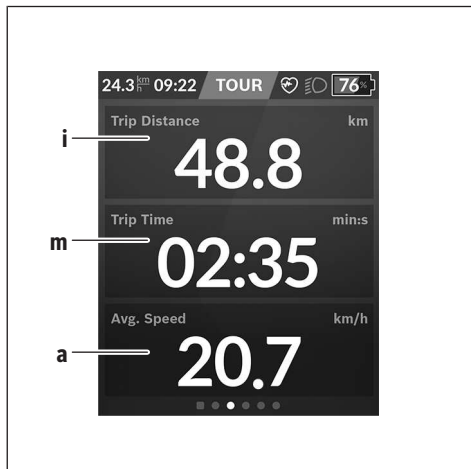 24.3 km/h 09:22 TOUR 76%
Trip Distance km
i
48.8
Trip Time min:s
m
02:35
Avg. Speed km/h
a
20.7